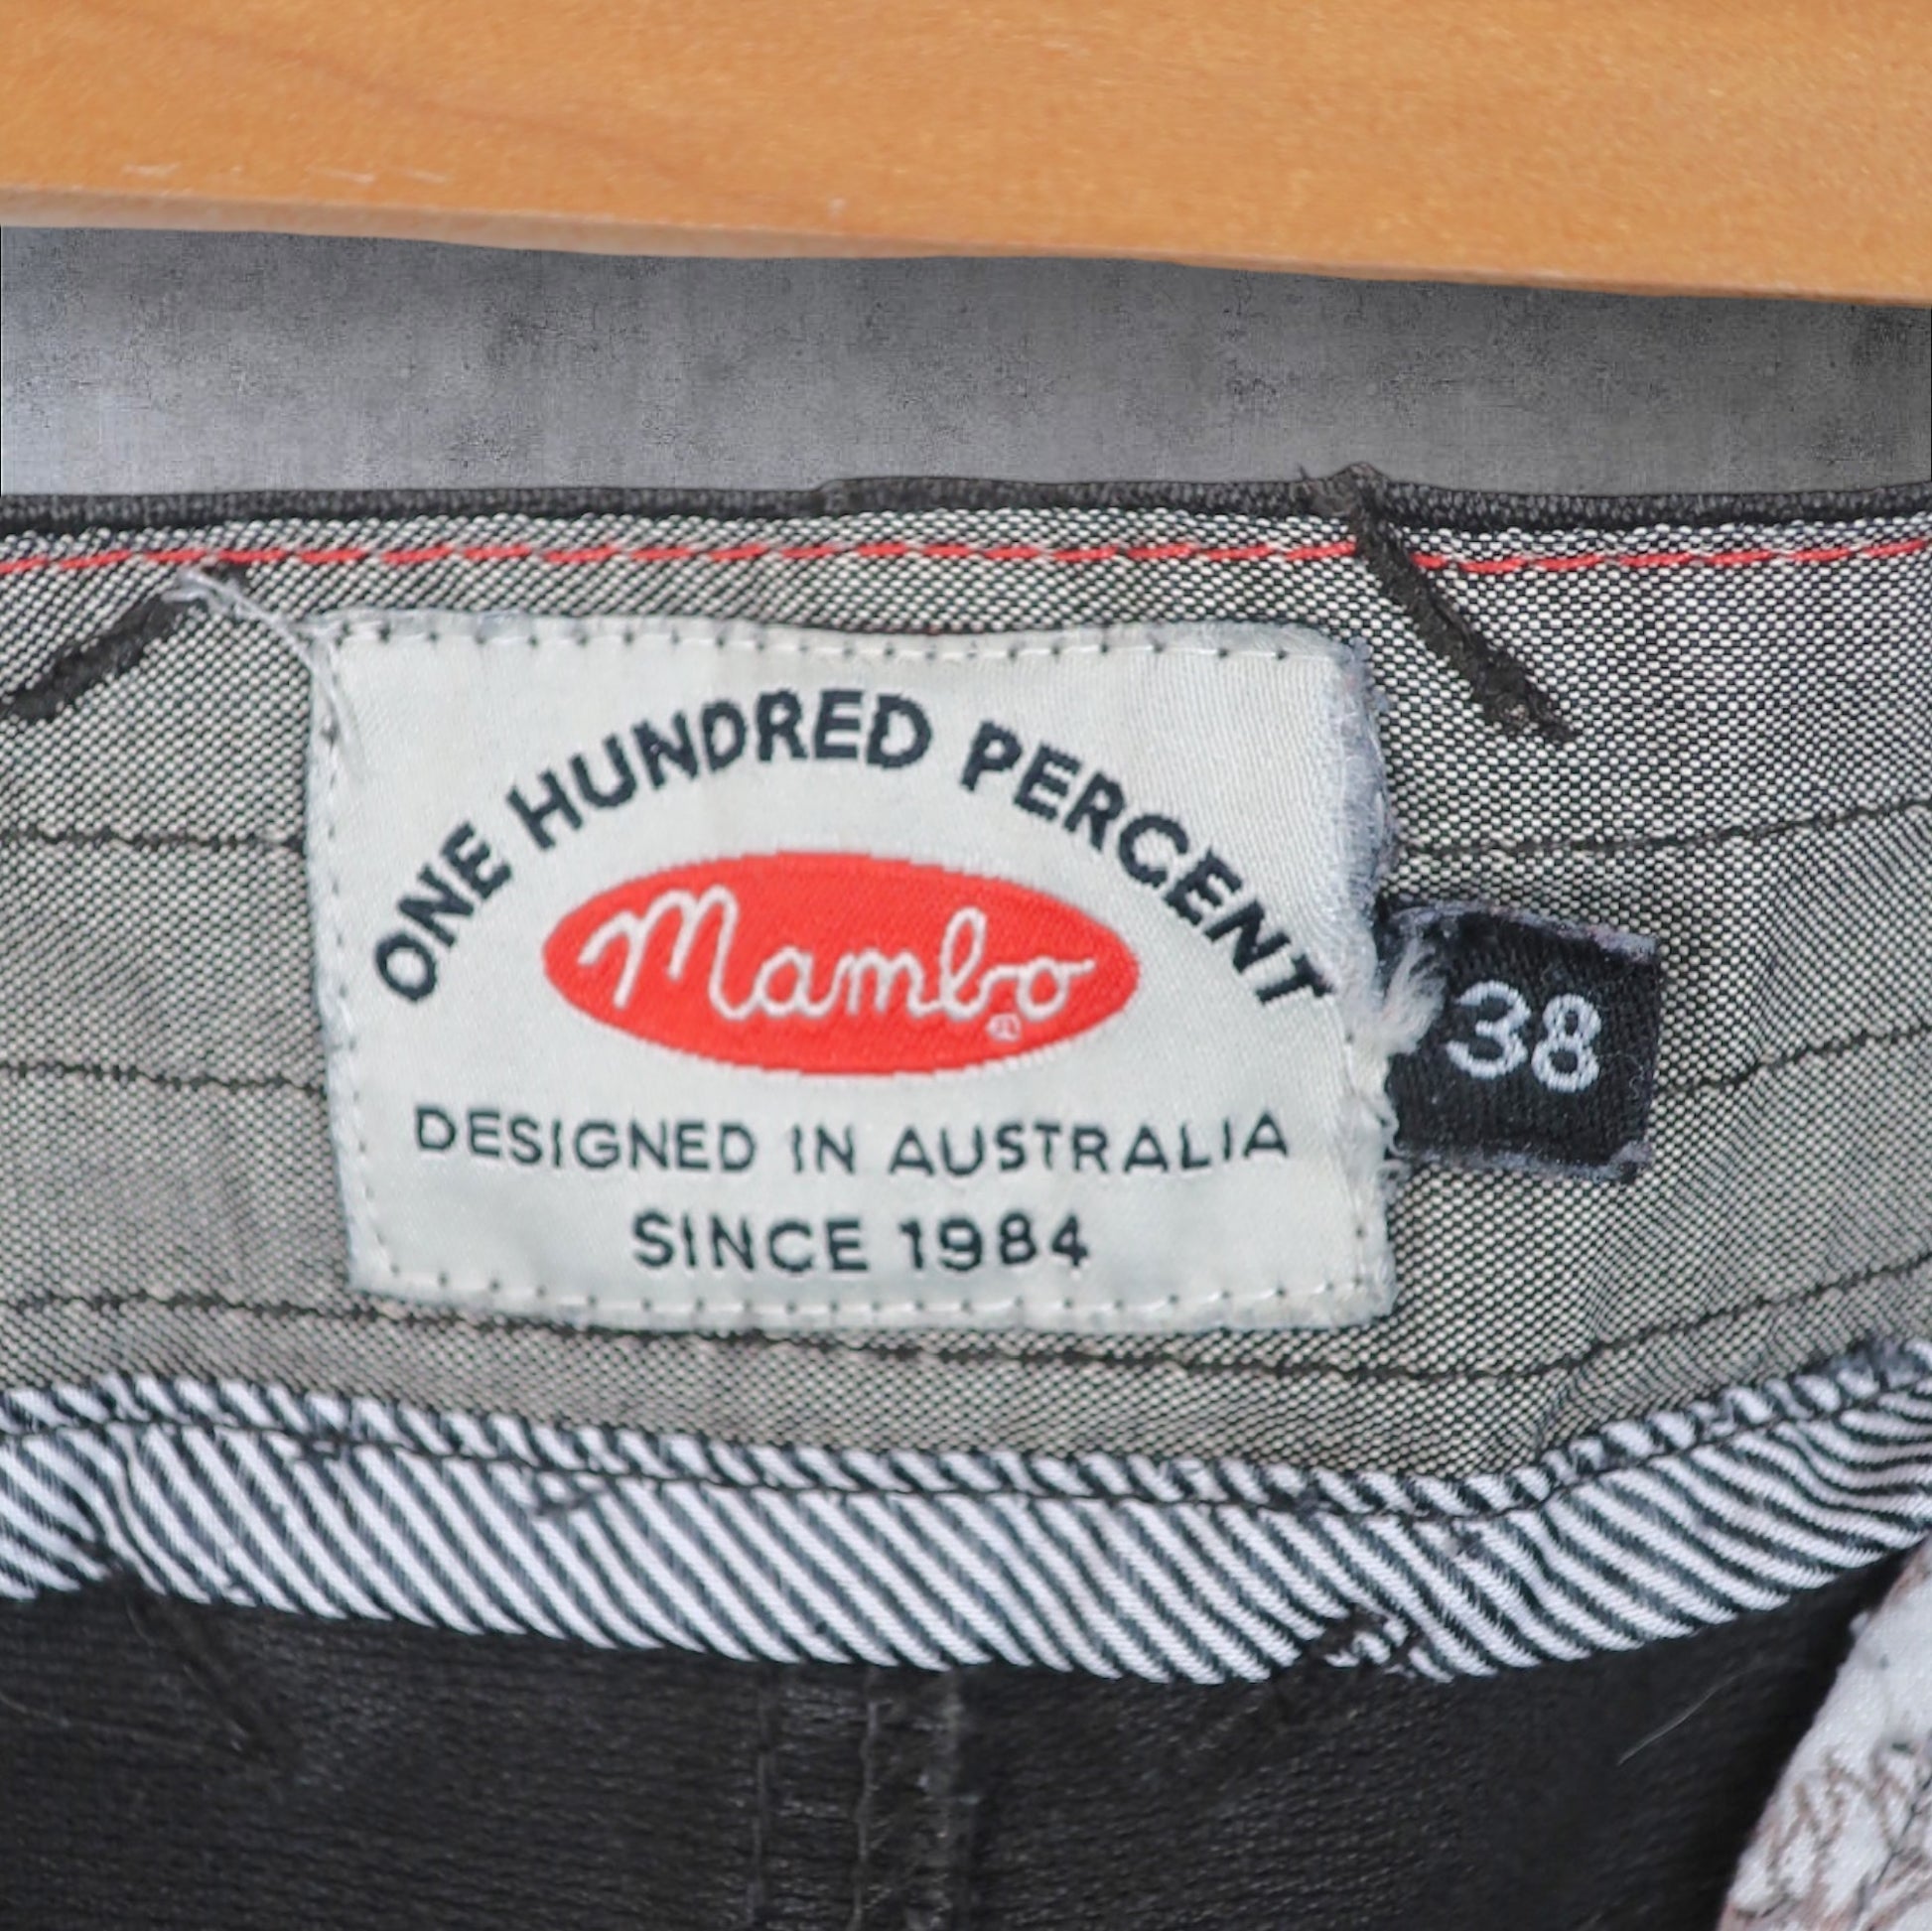 ONE HUNDRED PERCENT
Mambo
DESIGNED IN AUSTRALIA
SINCE 1984
38